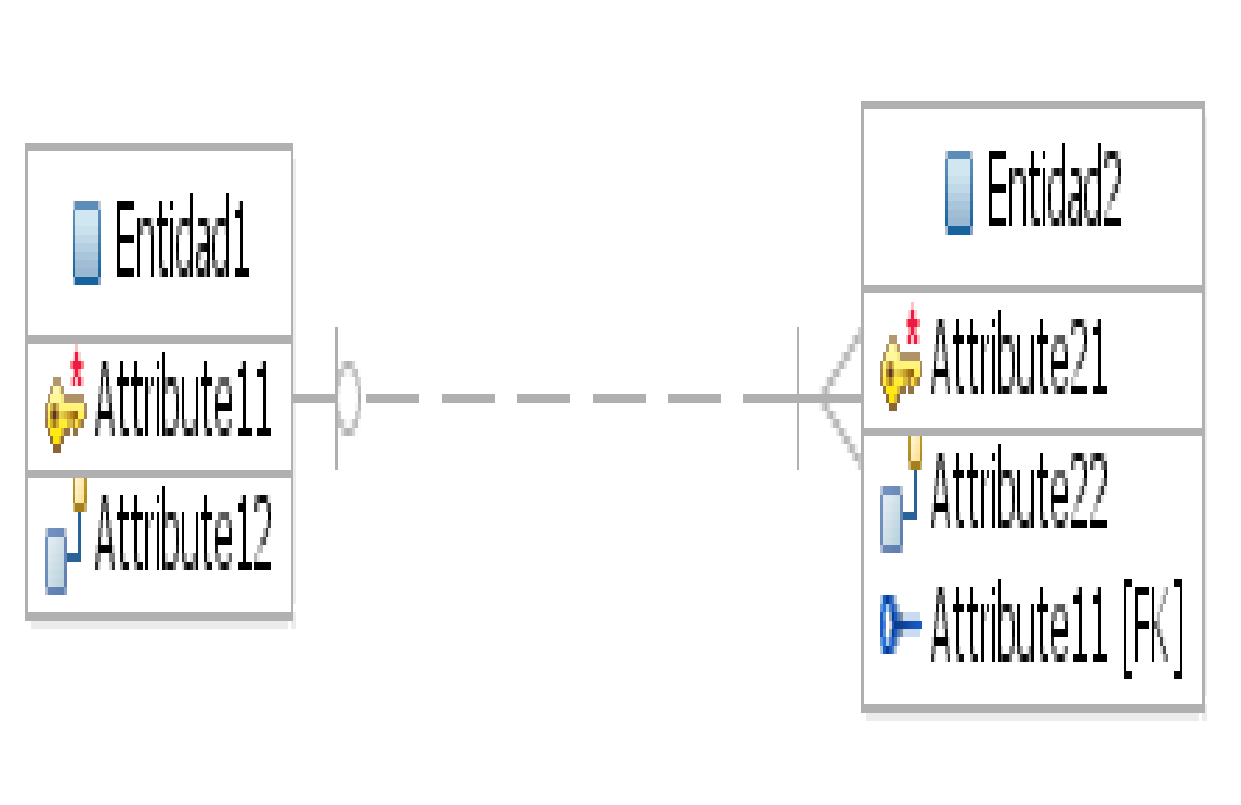 Entidad1
Attribute11
Attribute12
Entidad2
Attribute21
Attribute22
Attribute11 [FK]